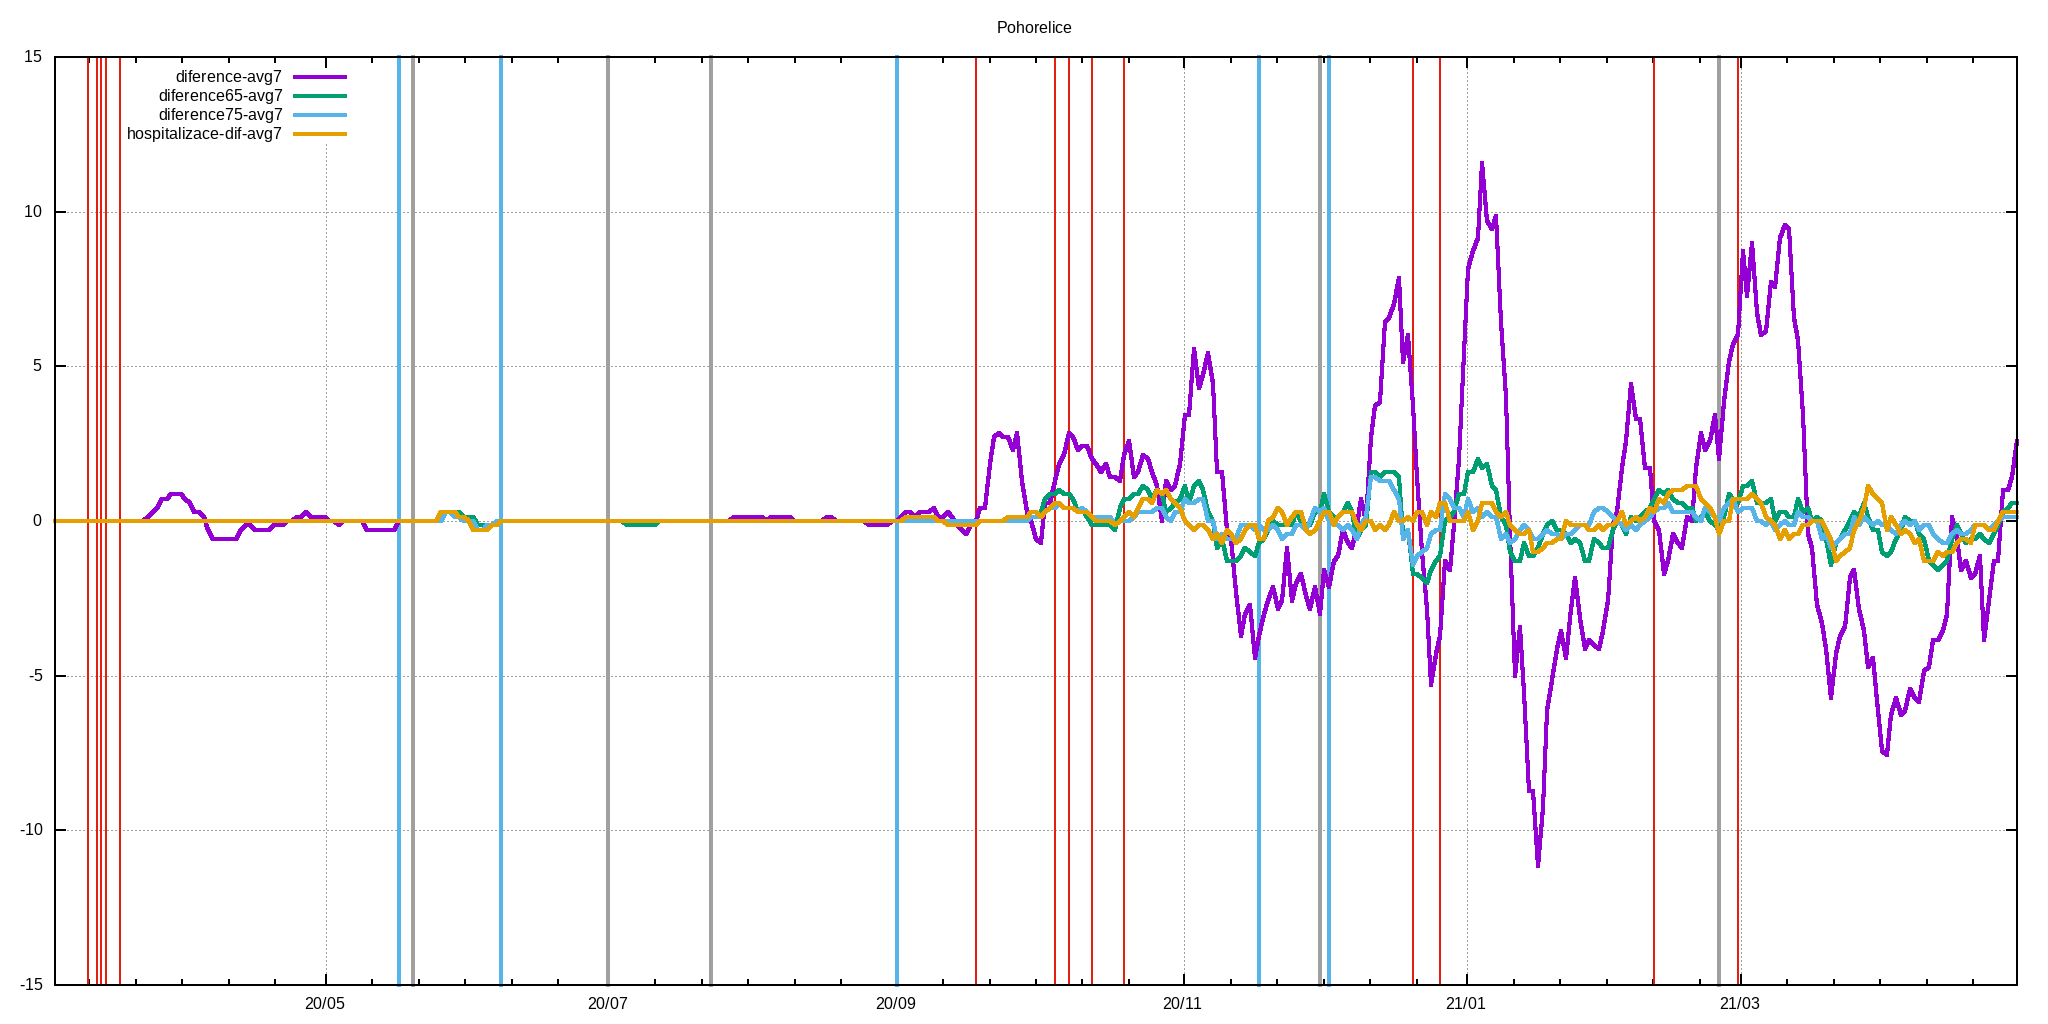 Pohorelice
15
10
5
0
-5
-10
-15
diference-avg7
diference65-avg7
diference75-avg7
hospitalizace-dif-avg7
20/05
20/07
20/09
20/11
21/01
21/03